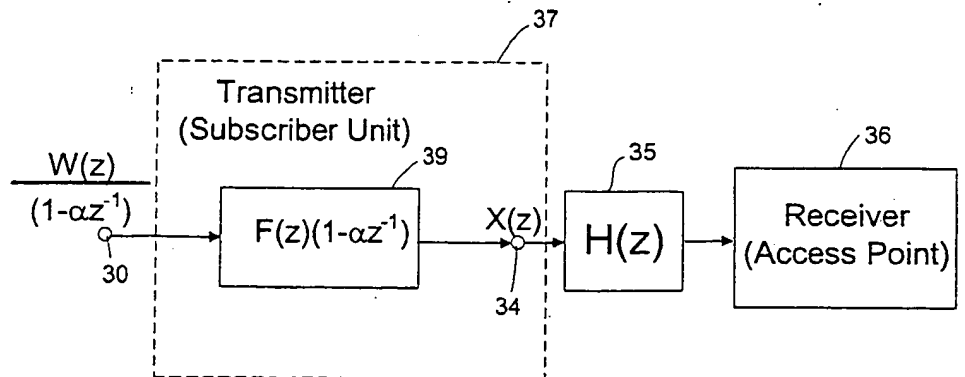 37
Transmitter
(Subscriber Unit)
W(z)
(1-αz⁻¹)
30
39
F(z)(1-αz⁻¹)
X(z)
34
35
H(z)
36
Receiver
(Access Point)